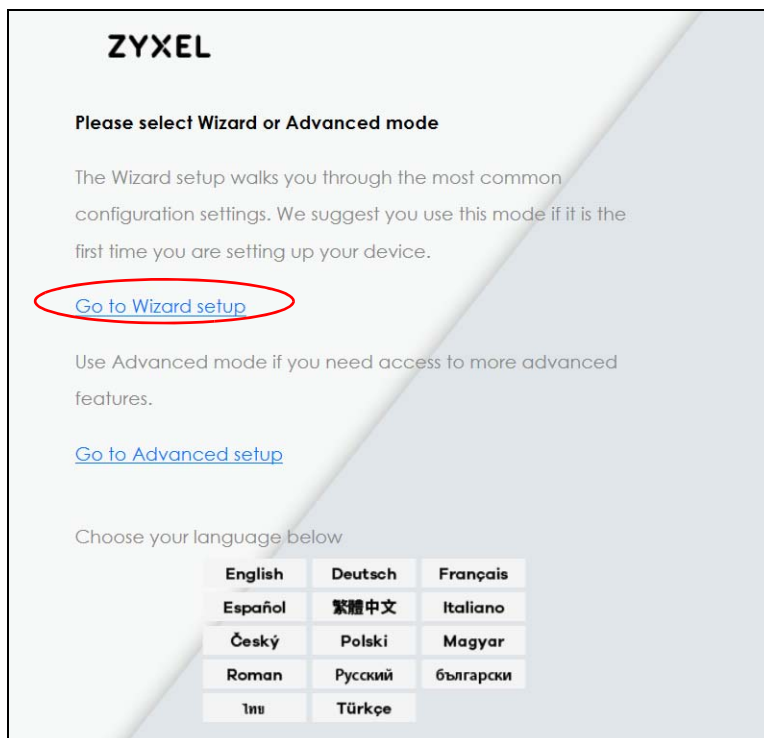 ZYXEL
Please select Wizard or Advanced mode
The Wizard setup walks you through the most common
configuration settings. We suggest you use this mode if it is the
first time you are setting up your device.
Go to Wizard setup
Use Advanced mode if you need access to more advanced
features.
Go to Advanced setup
Choose your language below
English Deutsch Français
Español 繁體中文 Italiano
Český Polski Magyar
Roman Русский български
ไทย Türkçe